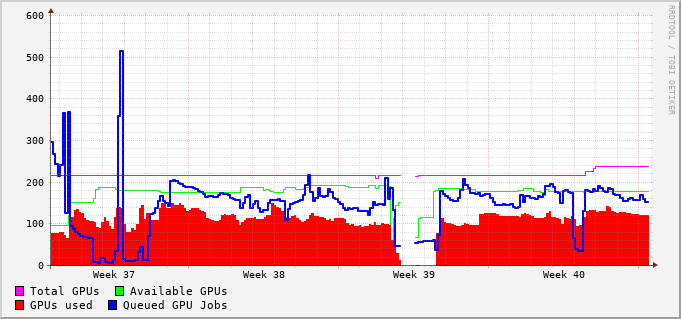 600
500
400
300
200
100
0
Week 37 Week 38 Week 39 Week 40
Total GPUs Available GPUs
GPUs used Queued GPU Jobs
RRDTOOL / TOBI OETIKER